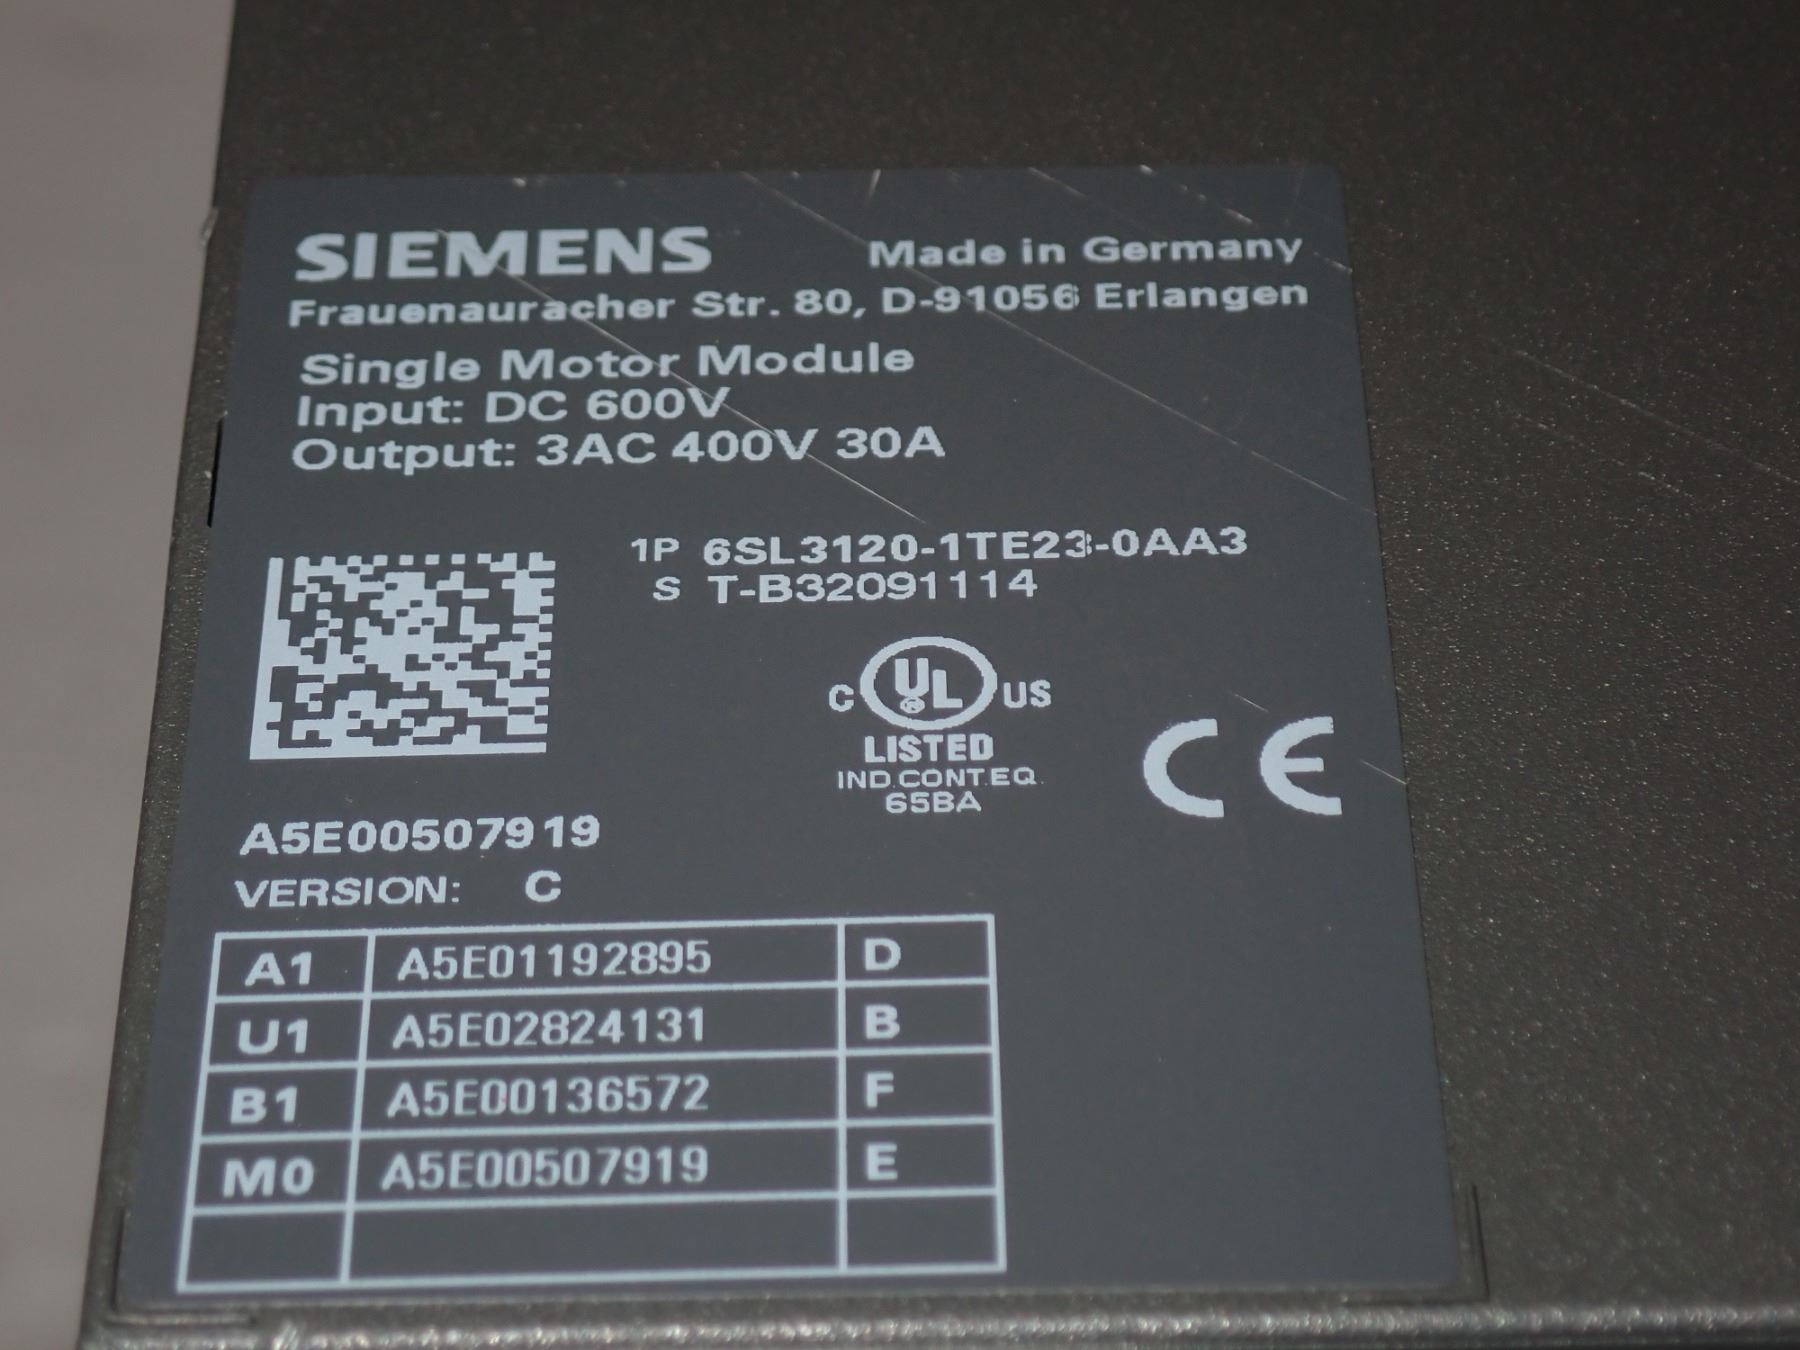 SIEMENS Made in Germany
Frauenauracher Str. 80, D-91056 Erlangen
Single Motor Module
Input: DC 600V
Output: 3AC 400V 30A
1P 6SL3120-1TE23-0AA3
S T-B32091114
C UL ® US
LISTED
IND.CONT.EQ.
65BA
CE
A5E00507919
VERSION: C
A1 A5E01192895 D
U1 A5E02824131 B
B1 A5E00136572 F
M0 A5E00507919 E